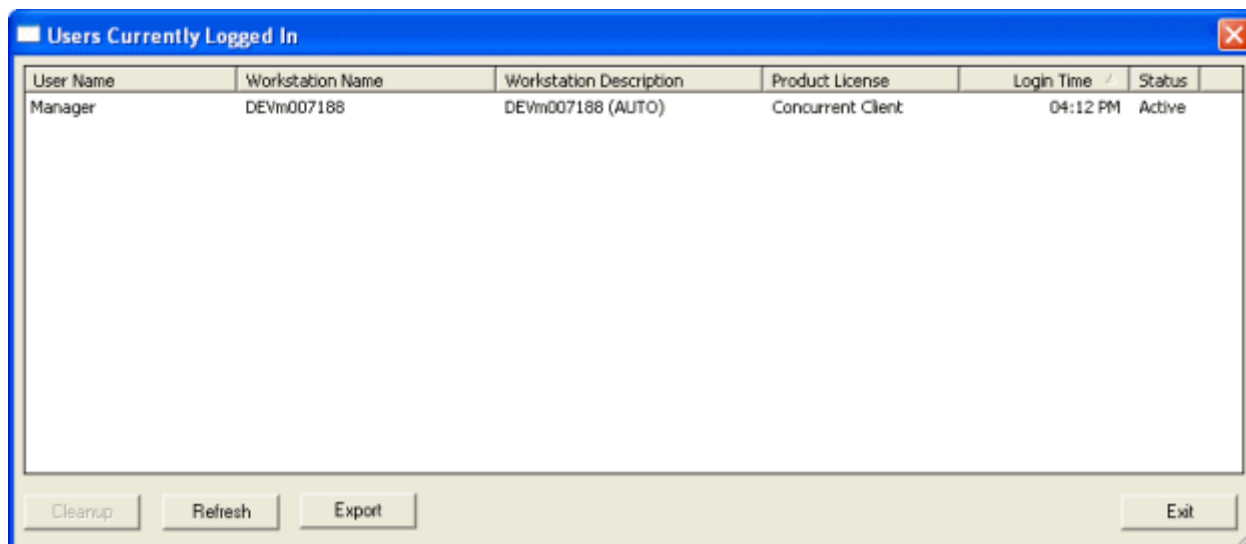 Users Currently Logged In
User Name Workstation Name Workstation Description Product License Login Time Status
Manager DEVm007188 DEVm007188 (AUTO) Concurrent Client 04:12 PM Active
Cleanup Refresh Export Exit